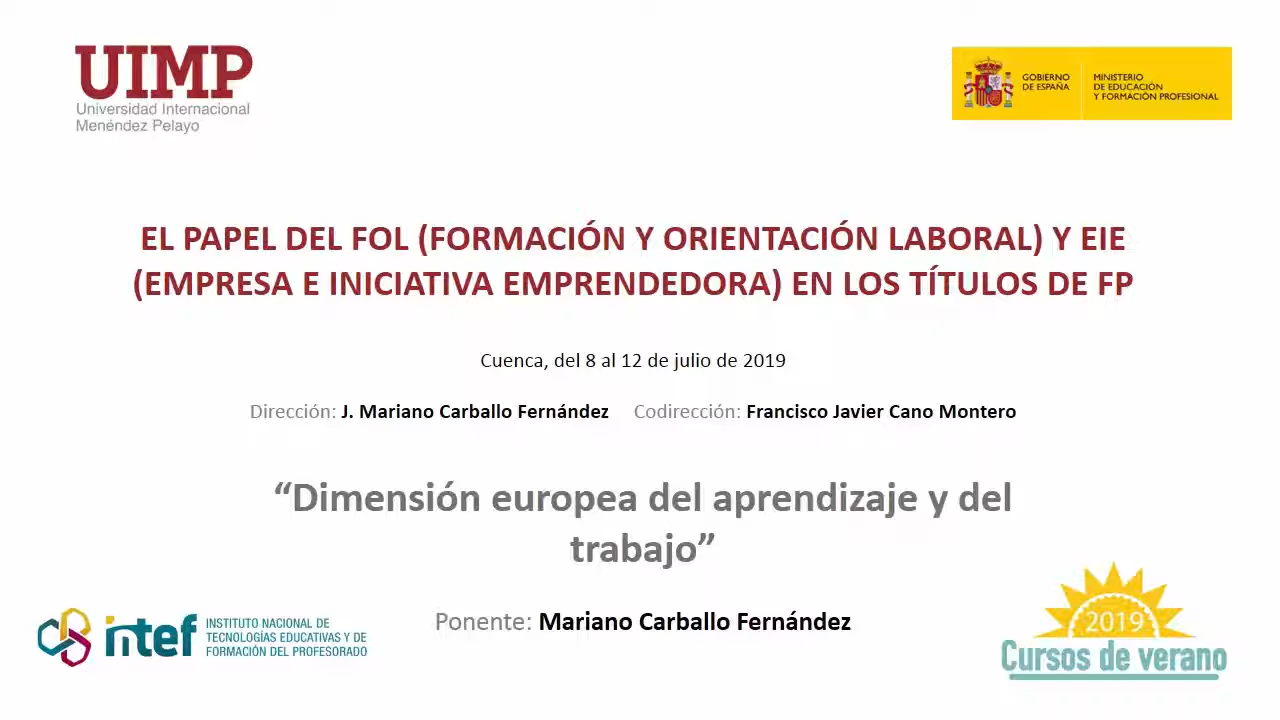 UIMP
Universidad Internacional
Menéndez Pelayo
GOBIERNO
DE ESPAÑA
MINISTERIO
DE EDUCACIÓN
Y FORMACIÓN PROFESIONAL
EL PAPEL DEL FOL (FORMACIÓN Y ORIENTACIÓN LABORAL) Y EIE
(EMPRESA E INICIATIVA EMPRENDEDORA) EN LOS TÍTULOS DE FP
Cuenca, del 8 al 12 de julio de 2019
Dirección: J. Mariano Carballo Fernández Codirección: Francisco Javier Cano Montero
“Dimensión europea del aprendizaje y del
trabajo”
Ponente: Mariano Carballo Fernández
intef
INSTITUTO NACIONAL DE
TECNOLOGÍAS EDUCATIVAS Y DE
FORMACIÓN DEL PROFESORADO
2019
Cursos de verano